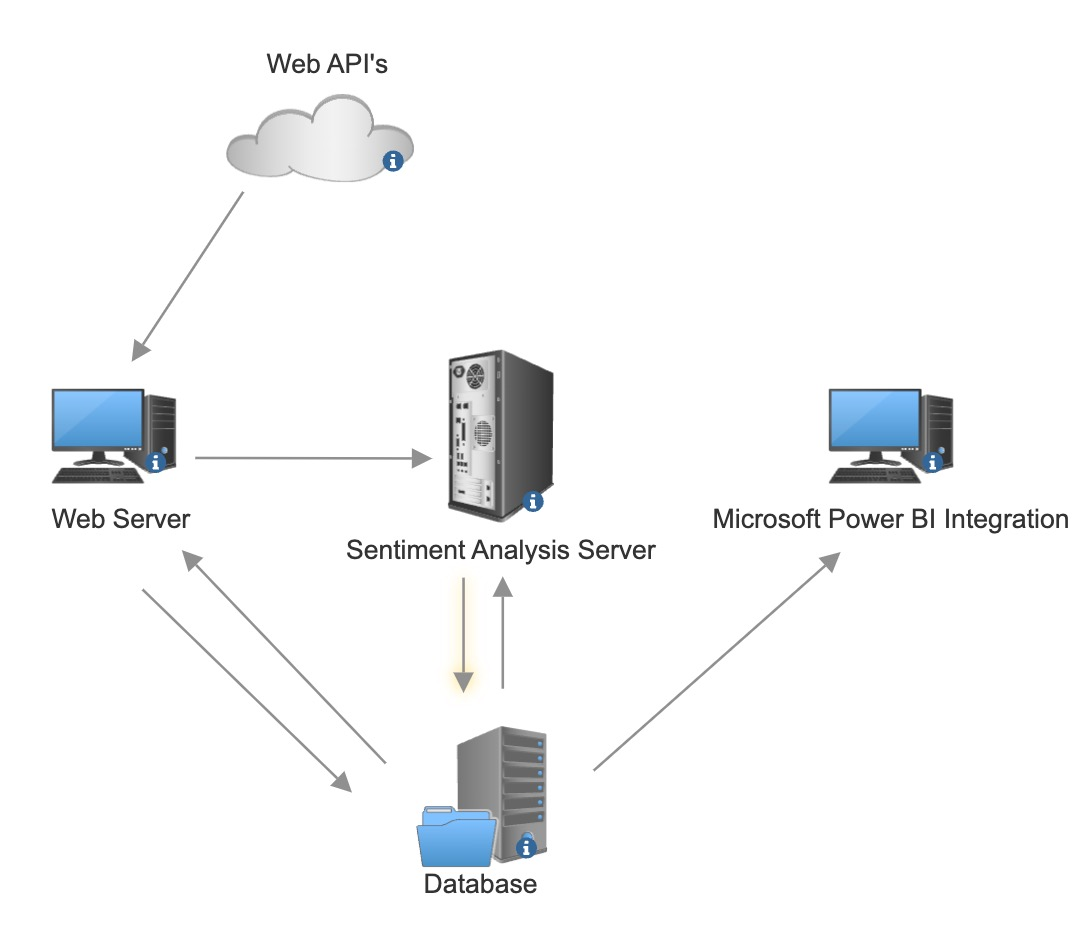 Web API's
Web Server
Sentiment Analysis Server
Microsoft Power BI Integration
Database